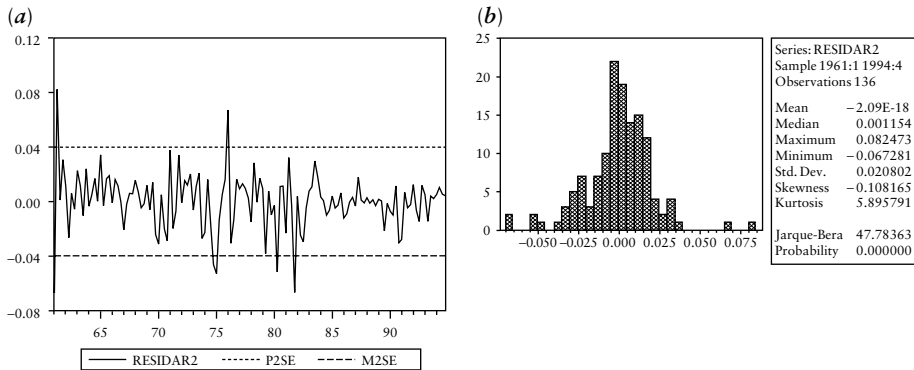 (a)
0.12
0.08
0.04
0.00
−0.04
−0.08
65 70 75 80 85 90
RESIDAR2 P2SE M2SE
(b)
25
20
15
10
5
0
−0.050 −0.025 0.000 0.025 0.050 0.075
Series: RESIDAR2
Sample 1961:1 1994:4
Observations 136
Mean −2.09E-18
Median 0.001154
Maximum 0.082473
Minimum −0.067281
Std. Dev. 0.020802
Skewness −0.108165
Kurtosis 5.895791
Jarque-Bera 47.78363
Probability 0.000000